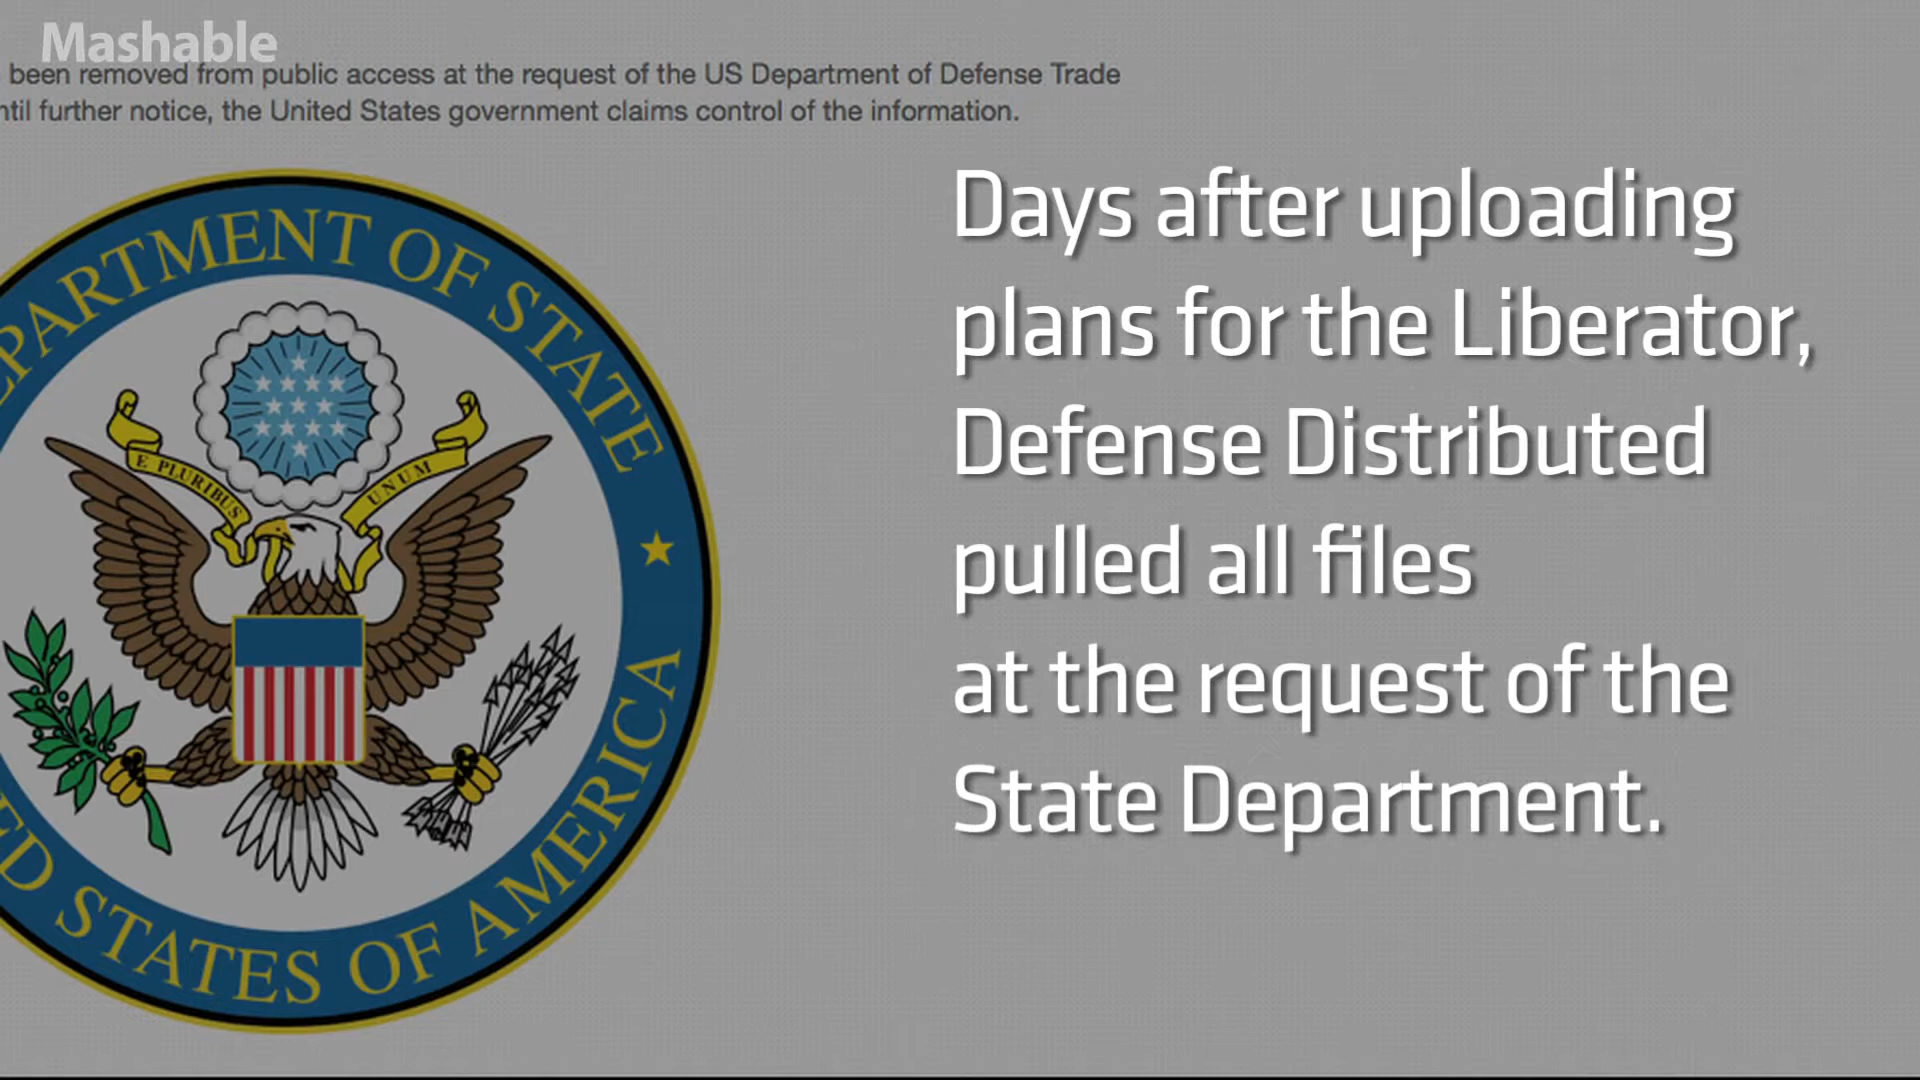 Mashable
been removed from public access at the request of the US Department of Defense Trade
ntil further notice, the United States government claims control of the information.
Days after uploading
plans for the Liberator,
Defense Distributed
pulled all files
at the request of the
State Department.
EPARTMENT OF STATE
E PLURIBUS
UNUM
ED STATES OF AMERICA